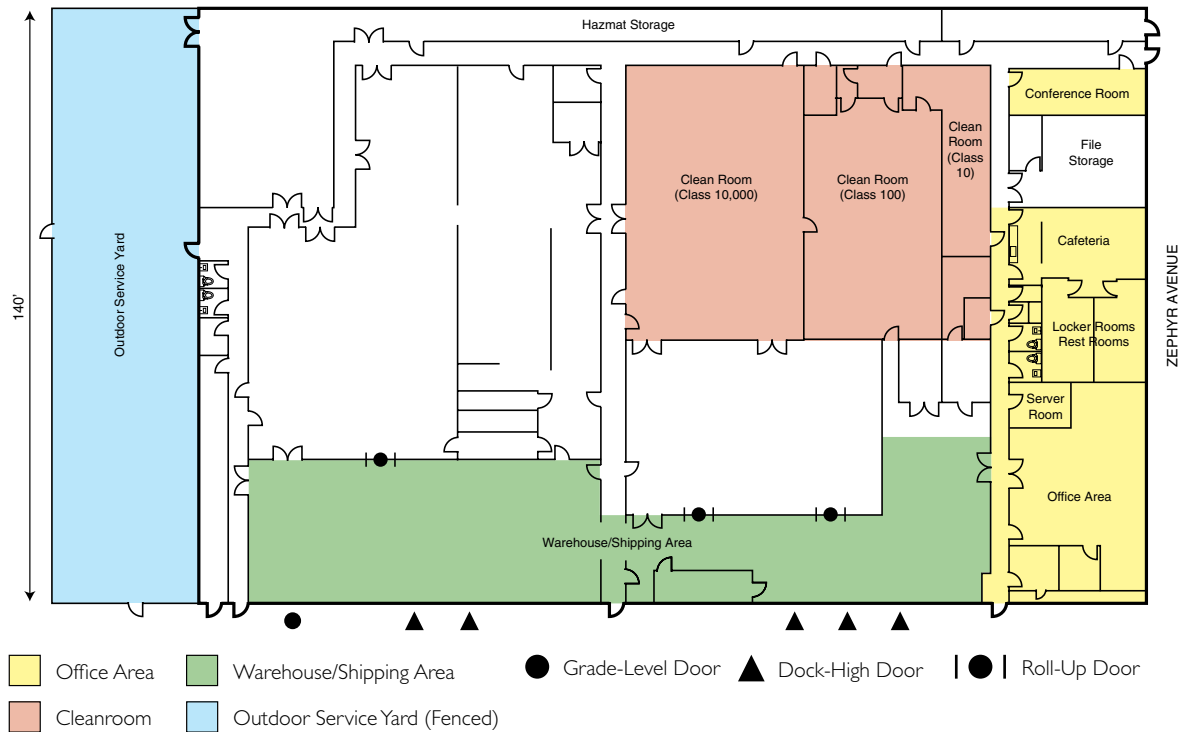 Hazmat Storage
Conference Room
File
Storage
Clean
Room
(Class
10)
Clean Room
(Class 10,000)
Clean Room
(Class 100)
Cafeteria
Outdoor Service Yard
140'
ZEPHYR AVENUE
Locker Rooms
Rest Rooms
Server
Room
Office Area
Warehouse/Shipping Area
Office Area
Warehouse/Shipping Area
Grade-Level Door
Dock-High Door
Roll-Up Door
Cleanroom
Outdoor Service Yard (Fenced)